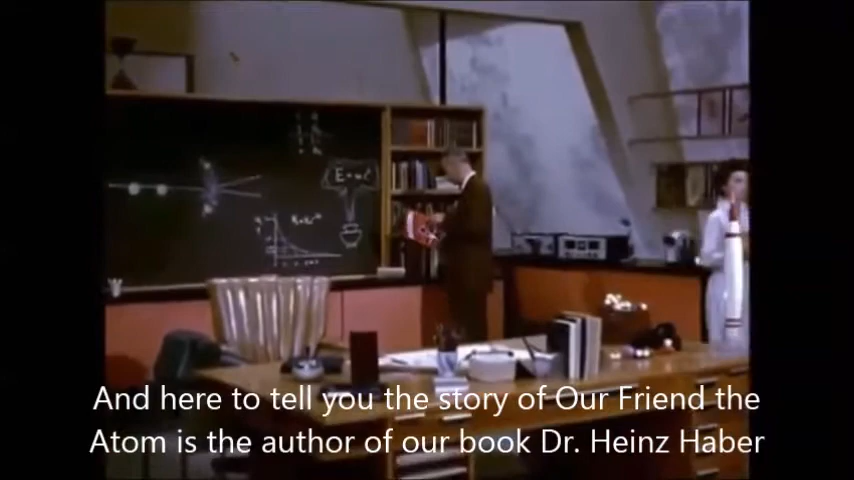 E=mc²
And here to tell you the story of Our Friend the
Atom is the author of our book Dr. Heinz Haber